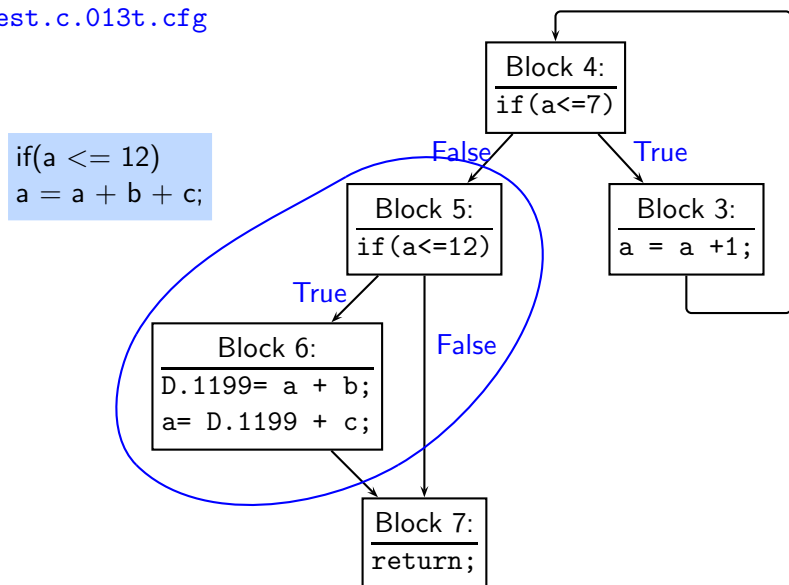 est.c.013t.cfg
Block 4:
if(a<=7)
False
True
if(a <= 12)
a = a + b + c;
Block 5:
if(a<=12)
Block 3:
a = a +1;
True
False
Block 6:
D.1199= a + b;
a= D.1199 + c;
Block 7:
return;